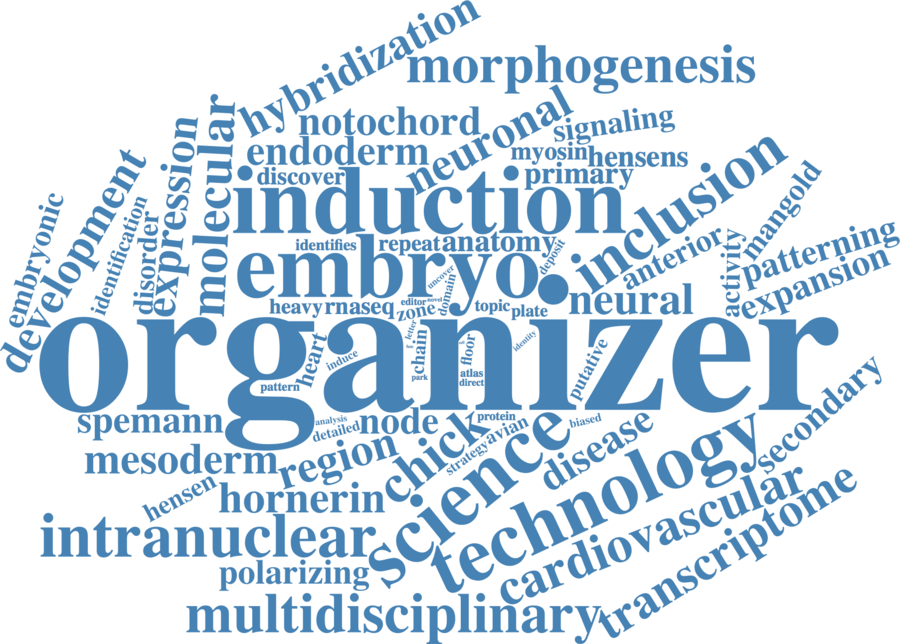 hybridization
morphogenesis
notochord
neuronal
signaling
endoderm
myosin
hensens
discover
primary
molecular
expression
development
embryonic
identification
disorder
induction
inclusion
mangold
identifies
repeat
anatomy
deposit
anterior
activity
patterning
expansion
embryo
uncover
domain
novel
editor
heavy
rnaseq
zone
topic
plate
neural
organizer
letter
chain
park
floor
atlas
direct
identity
putative
heart
induce
pattern
spemann
analysis
detailed
node
protein
biased
secondary
mesoderm
region
chick
avian
strategy
science
disease
technology
hensen
hornerin
intranuclear
cardiovascular
transcriptome
polarizing
multidisciplinary